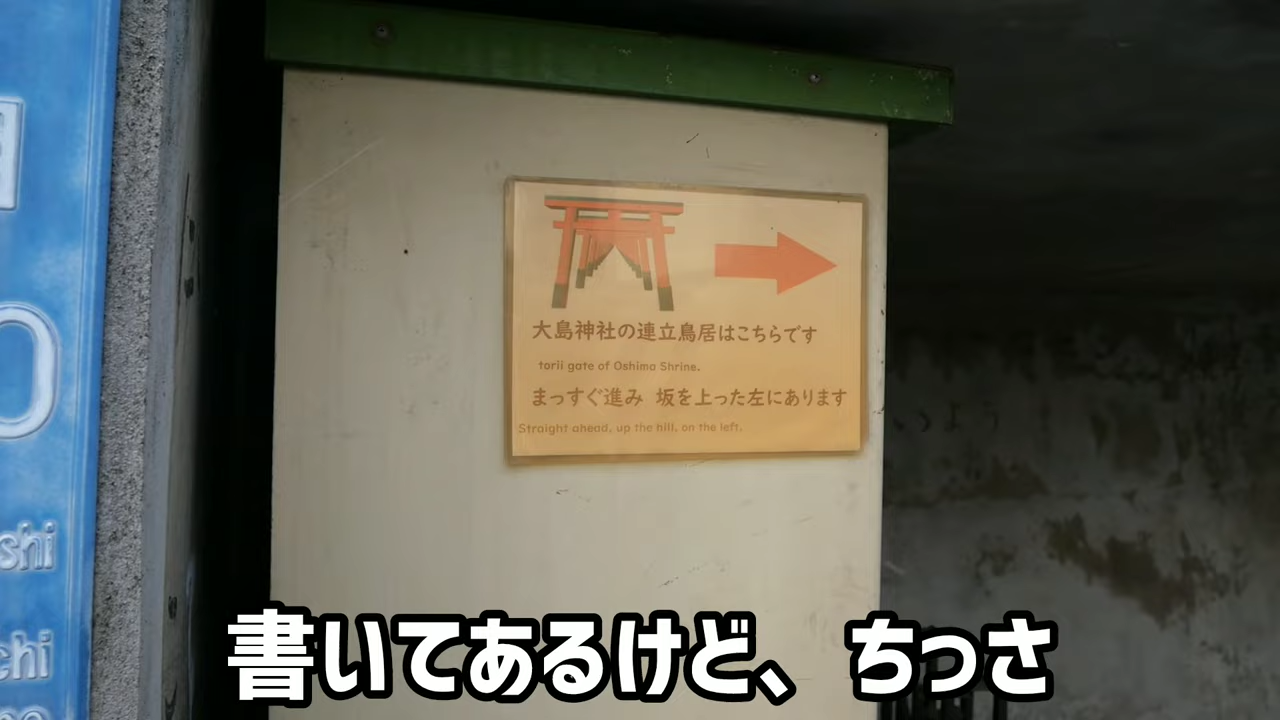 大島神社の連立鳥居はこちらです
torii gate of Oshima Shrine.
まっすぐ進み 坂を上った左にあります
Straight ahead, up the hill, on the left.
shi
chi
書いてあるけど、ちっさ